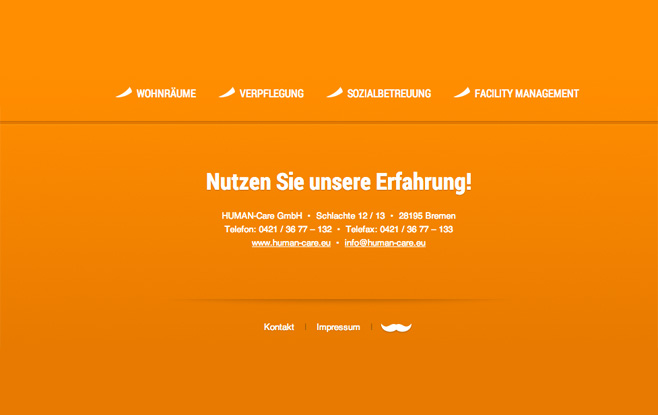 WOHNRÄUME VERPFLEGUNG SOZIALBETREUUNG FACILITY MANAGEMENT
Nutzen Sie unsere Erfahrung!
HUMAN-Care GmbH • Schlachte 12 / 13 • 28195 Bremen
Telefon: 0421 / 36 77 – 132 • Telefax: 0421 / 36 77 – 133
www.human-care.eu • info@human-care.eu
Kontakt | Impressum |